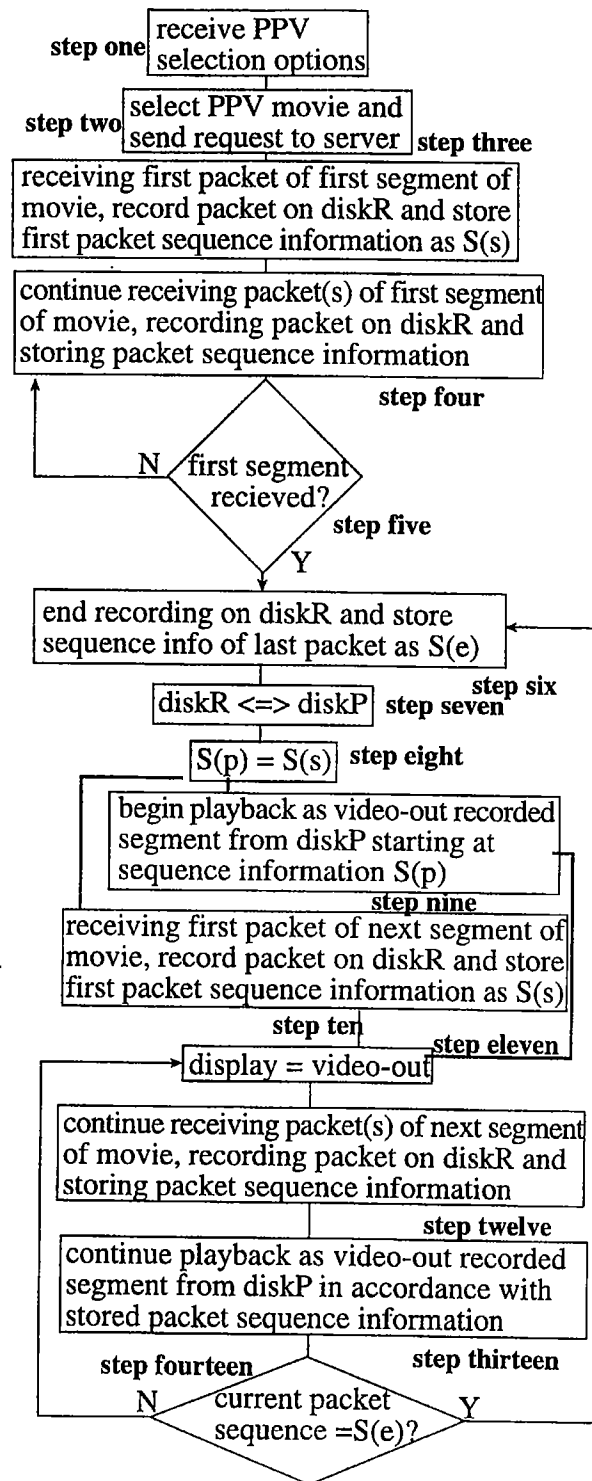 receive PPV
selection options
step one
select PPV movie and
send request to server
step two
step three
receiving first packet of first segment of
movie, record packet on diskR and store
first packet sequence information as S(s)
continue receiving packet(s) of first segment
of movie, recording packet on diskR and
storing packet sequence information
step four
N
first segment
recieved?
step five
Y
end recording on diskR and store
sequence info of last packet as S(e)
step six
diskR <=> diskP
step seven
S(p) = S(s)
step eight
begin playback as video-out recorded
segment from diskP starting at
sequence information S(p)
step nine
receiving first packet of next segment of
movie, record packet on diskR and store
first packet sequence information as S(s)
step ten
step eleven
display = video-out
continue receiving packet(s) of next segment
of movie, recording packet on diskR and
storing packet sequence information
step twelve
continue playback as video-out recorded
segment from diskP in accordance with
stored packet sequence information
step thirteen
step fourteen
N
current packet
sequence =S(e)?
Y